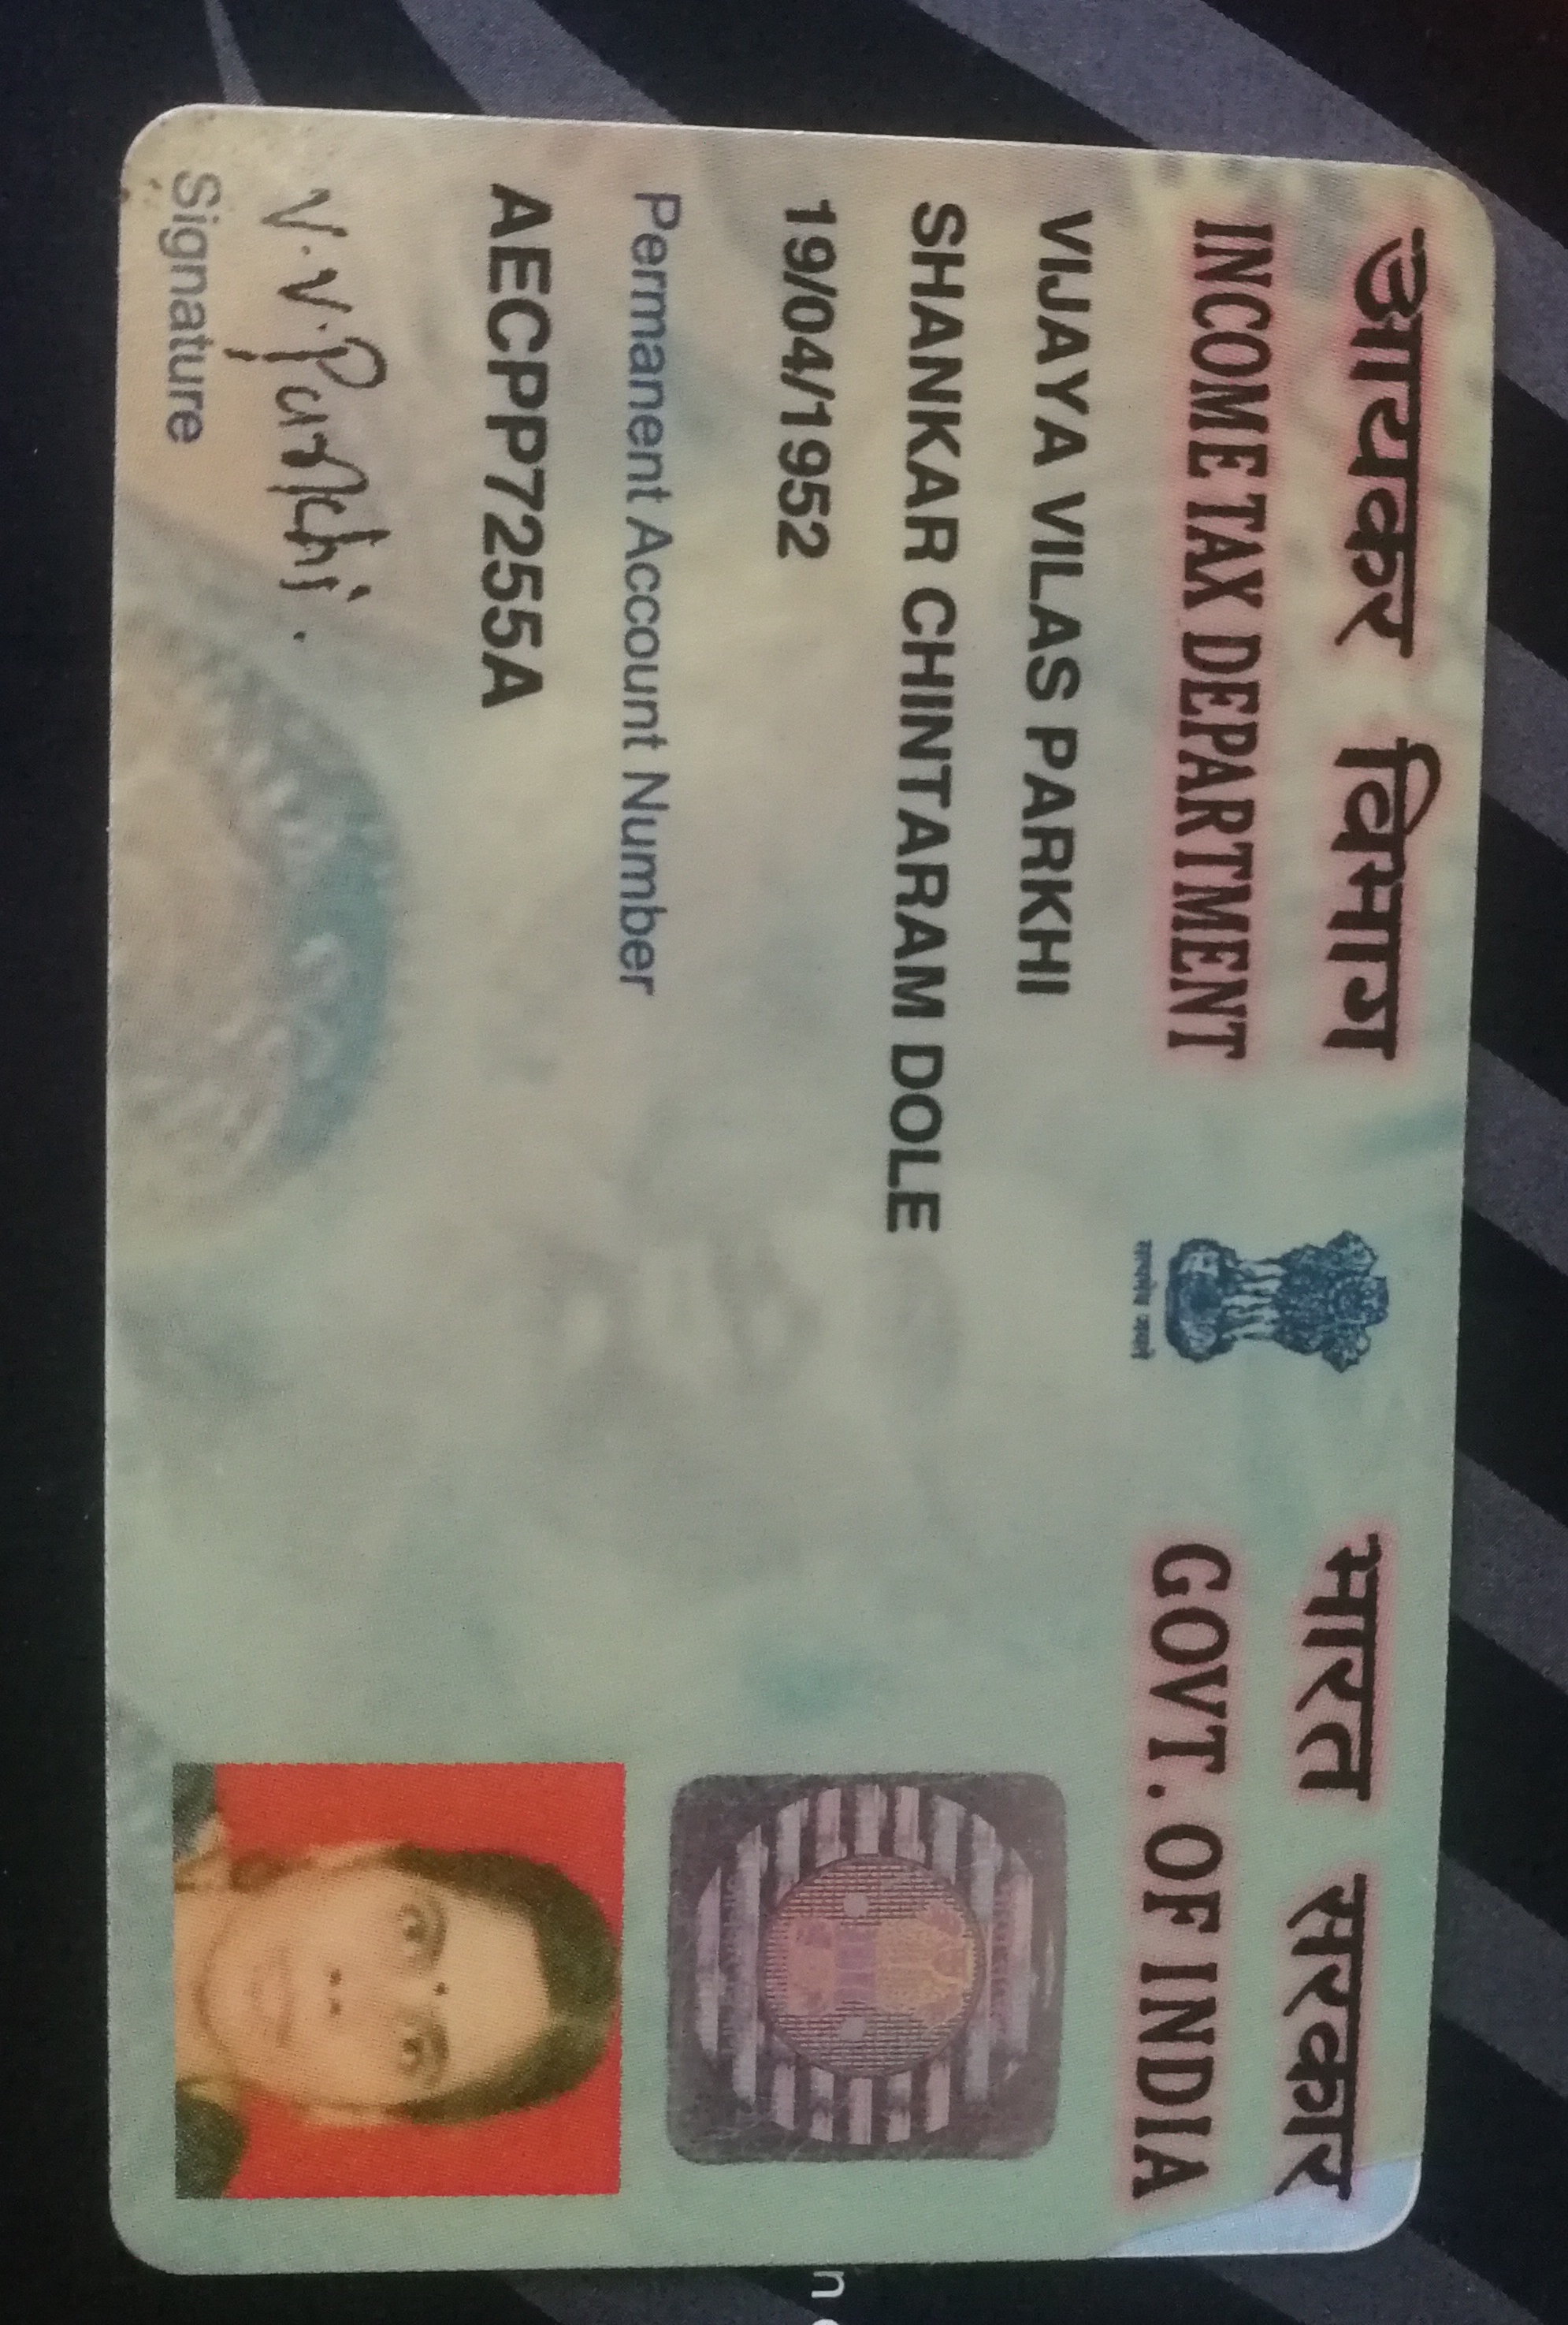 आयकर विभाग
INCOME TAX DEPARTMENT
भारत सरकार
GOVT. OF INDIA
सत्यमेव जयते
VIJAYA VILAS PARKHI
SHANKAR CHINTARAM DOLE
19/04/1952
Permanent Account Number
AECPP7255A
V.V.Parkhi.
Signature